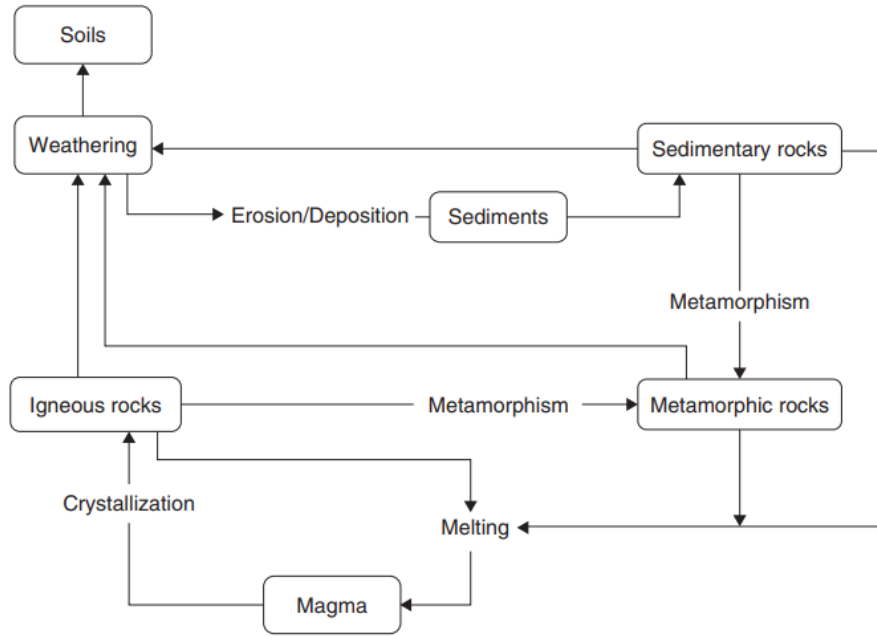 Soils
Weathering
Sedimentary rocks
Erosion/Deposition
Sediments
Metamorphism
Igneous rocks
Metamorphism
Metamorphic rocks
Crystallization
Melting
Magma